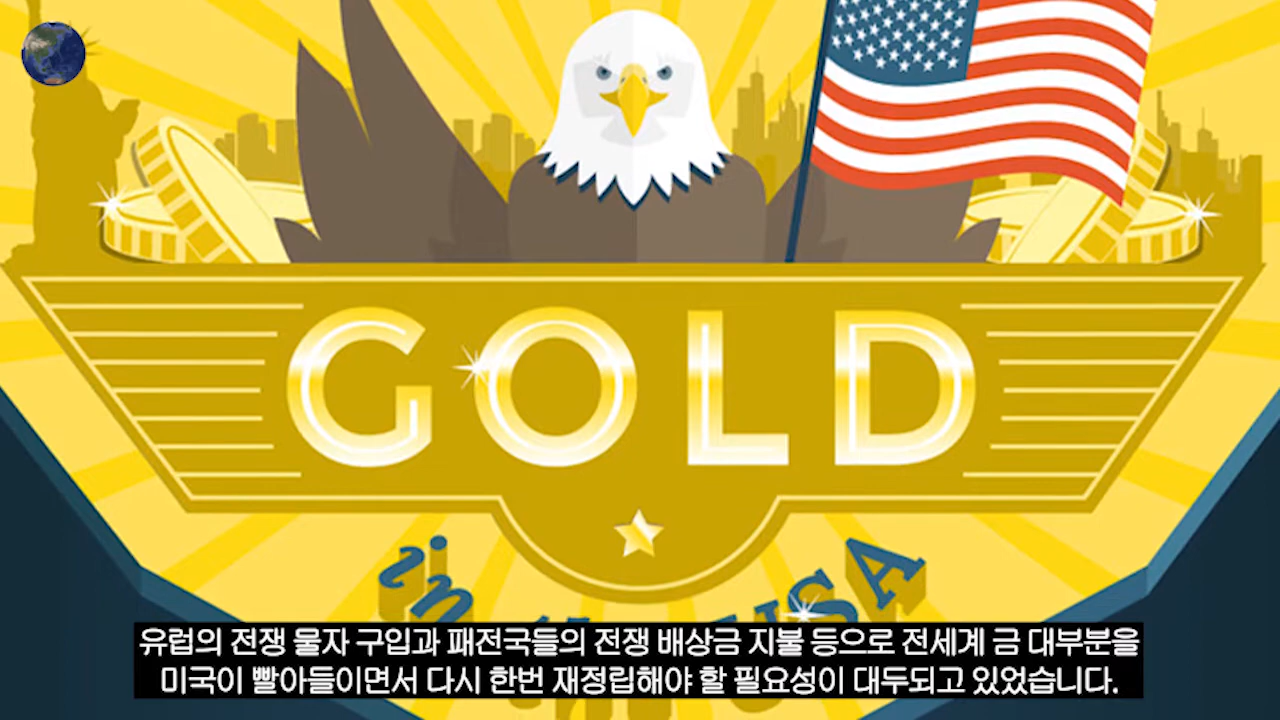 GOLD
in
USA
유럽의 전쟁 물자 구입과 패전국들의 전쟁 배상금 지불 등으로 전세계 금 대부분을
미국이 빨아들이면서 다시 한번 재정립해야 할 필요성이 대두되고 있었습니다.